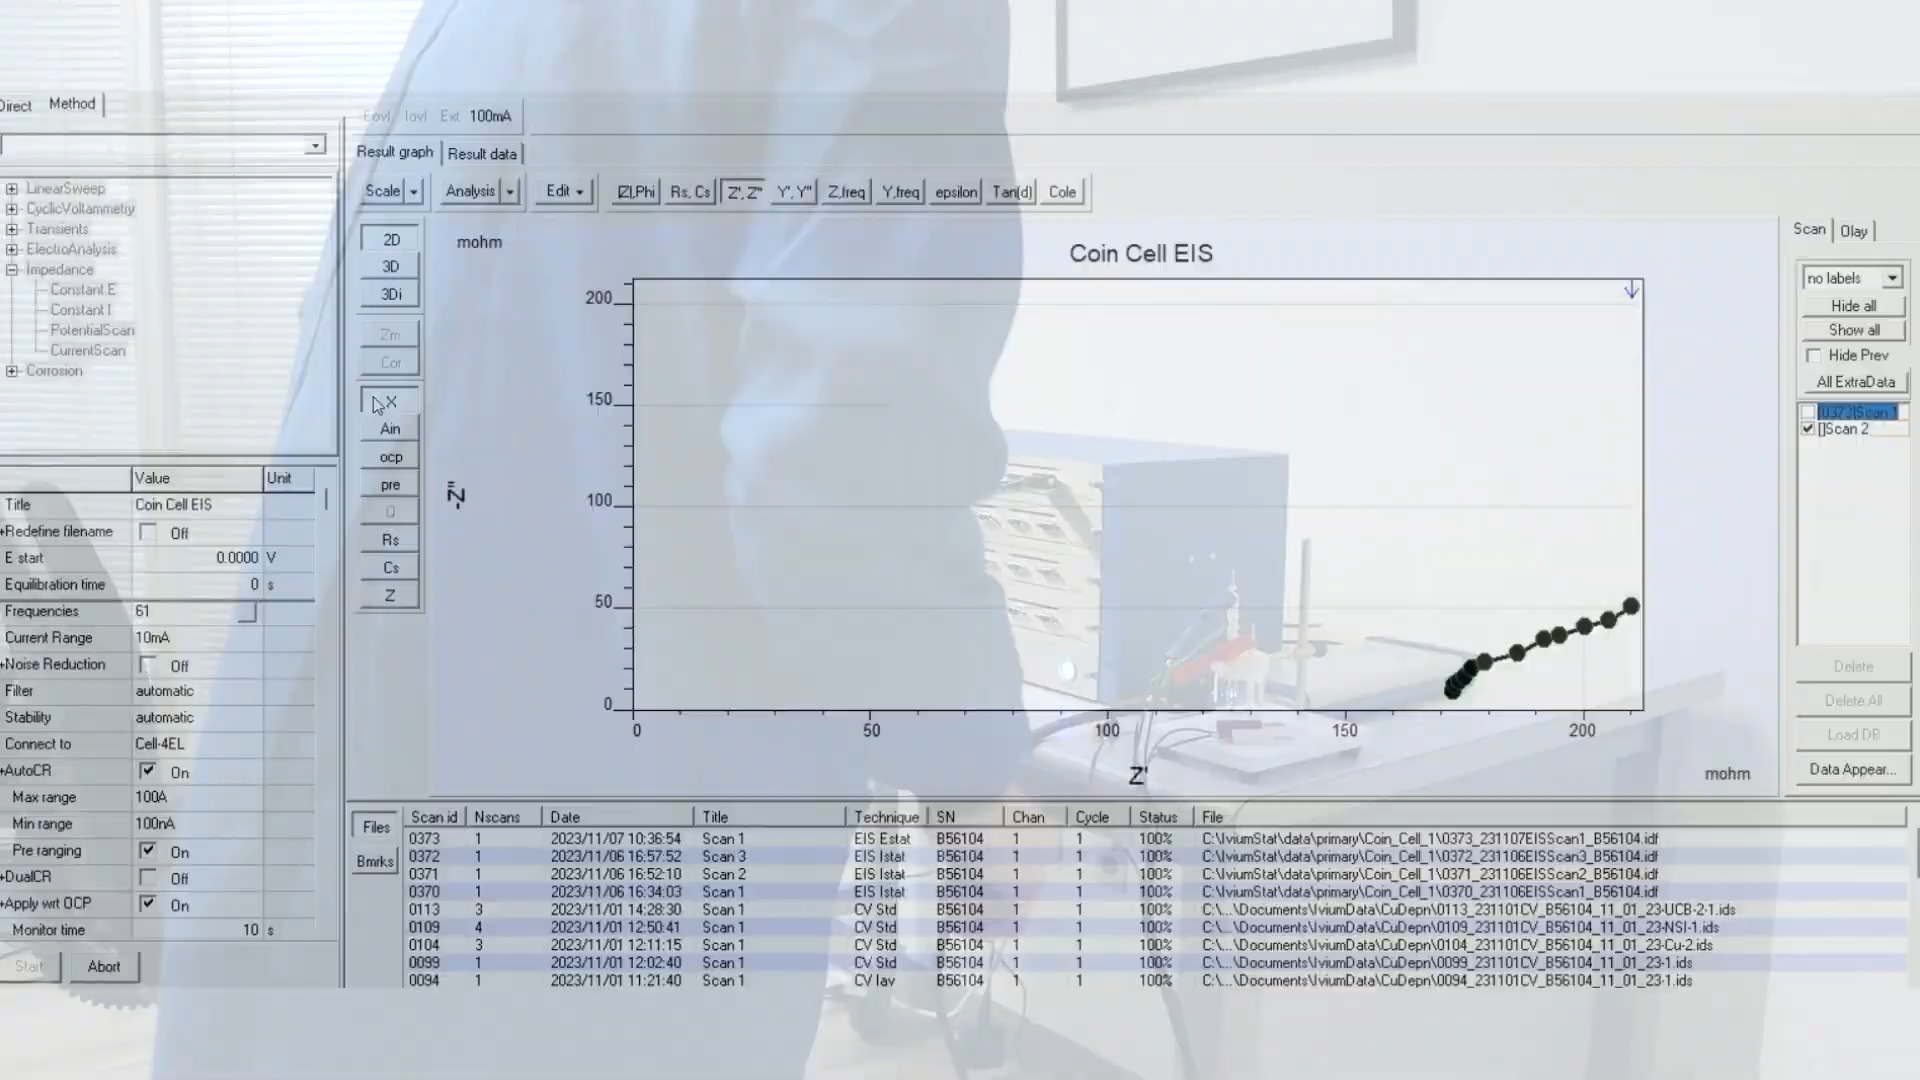 Direct Method
Eovl Iovl Ext 100mA
Result graph Result data
Scale Analysis Edit |Z|,Phi Rs, Cs Z', Z" Y', Y" Z,freq Y,freq epsilon Tan(d) Cole
LinearSweep
CyclicVoltammetry
Transients
ElectroAnalysis
Impedance
Constant E
Constant I
PotentialScan
CurrentScan
Corrosion
2D
3D
3Di
Zm
Cor
X
Ain
ocp
pre
Q
Rs
Cs
Z
mohm
Coin Cell EIS
200
150
100
50
0
-Z"
0 50 100 150 200
Z'
mohm
Scan Olay
no labels
Hide all
Show all
Hide Prev
All ExtraData
[0373]Scan 1
[]Scan 2
Delete
Delete All
Load DB
Data Appear...
Value Unit
Title Coin Cell EIS
+Redefine filename Off
E start 0.0000 V
Equilibration time 0 s
Frequencies 61
Current Range 10mA
+Noise Reduction Off
Filter automatic
Stability automatic
Connect to Cell-4EL
+AutoCR On
Max range 100A
Min range 100nA
Pre ranging On
+DualCR Off
+Apply wrt OCP On
Monitor time 10 s
Start Abort
Files
Bmrks
Scan id Nscans Date Title Technique SN Chan Cycle Status File
0373 1 2023/11/07 10:36:54 Scan 1 EIS Estat B56104 1 1 100% C:\IviumStat\data\primary\Coin_Cell_1\0373_231107EISScan1_B56104.idf
0372 1 2023/11/06 16:57:52 Scan 3 EIS Istat B56104 1 1 100% C:\IviumStat\data\primary\Coin_Cell_1\0372_231106EISScan3_B56104.idf
0371 1 2023/11/06 16:52:10 Scan 2 EIS Istat B56104 1 1 100% C:\IviumStat\data\primary\Coin_Cell_1\0371_231106EISScan2_B56104.idf
0370 1 2023/11/06 16:34:03 Scan 1 EIS Istat B56104 1 1 100% C:\IviumStat\data\primary\Coin_Cell_1\0370_231106EISScan1_B56104.idf
0113 3 2023/11/01 14:28:30 Scan 1 CV Std B56104 1 1 100% C:\...\Documents\IviumData\CuDepn\0113_231101CV_B56104_11_01_23-UCB-2-1.ids
0109 4 2023/11/01 12:50:41 Scan 1 CV Std B56104 1 1 100% C:\...\Documents\IviumData\CuDepn\0109_231101CV_B56104_11_01_23-NSI-1.ids
0104 3 2023/11/01 12:11:15 Scan 1 CV Std B56104 1 1 100% C:\...\Documents\IviumData\CuDepn\0104_231101CV_B56104_11_01_23-Cu-2.ids
0099 1 2023/11/01 12:02:40 Scan 1 CV Std B56104 1 1 100% C:\...\Documents\IviumData\CuDepn\0099_231101CV_B56104_11_01_23-1.ids
0094 1 2023/11/01 11:21:40 Scan 1 CV Iav B56104 1 1 100% C:\...\Documents\IviumData\CuDepn\0094_231101CV_B56104_11_01_23-1.ids